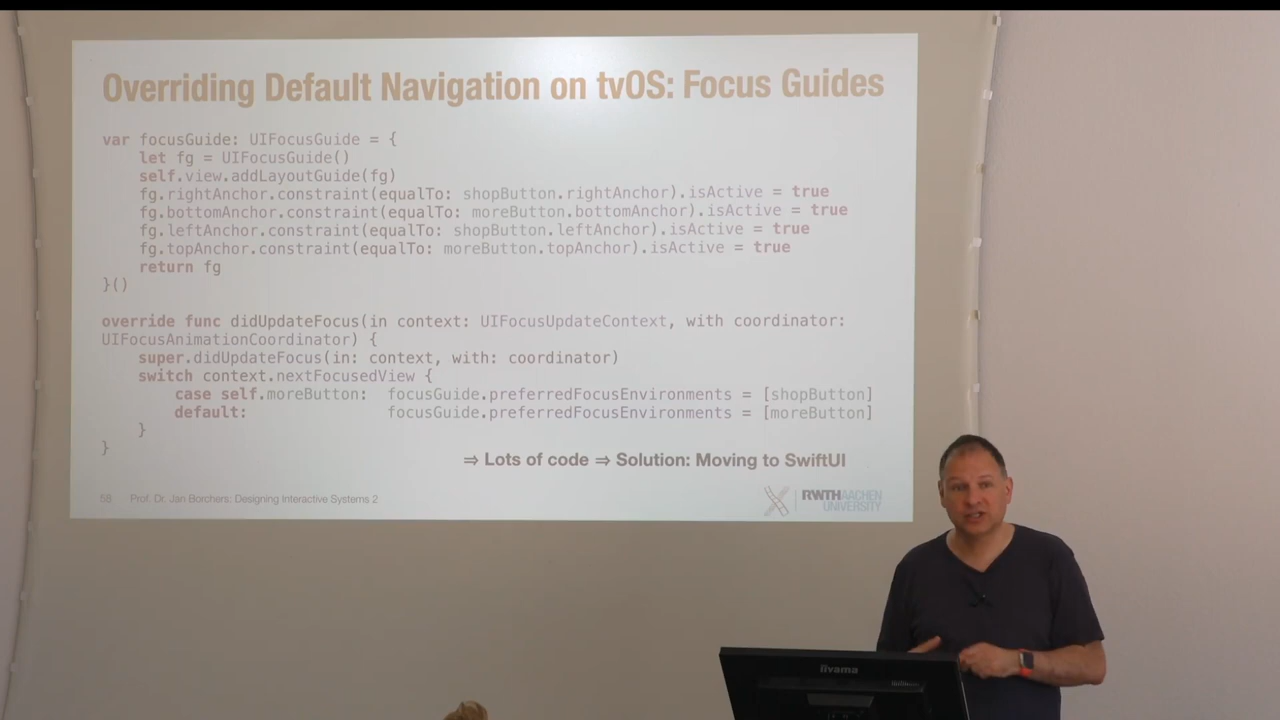 Overriding Default Navigation on tvOS: Focus Guides
var focusGuide: UIFocusGuide = {
let fg = UIFocusGuide()
self.view.addLayoutGuide(fg)
fg.rightAnchor.constraint(equalTo: shopButton.rightAnchor).isActive = true
fg.bottomAnchor.constraint(equalTo: moreButton.bottomAnchor).isActive = true
fg.leftAnchor.constraint(equalTo: shopButton.leftAnchor).isActive = true
fg.topAnchor.constraint(equalTo: moreButton.topAnchor).isActive = true
return fg
}()
override func didUpdateFocus(in context: UIFocusUpdateContext, with coordinator:
UIFocusAnimationCoordinator) {
super.didUpdateFocus(in: context, with: coordinator)
switch context.nextFocusedView {
case self.moreButton: focusGuide.preferredFocusEnvironments = [shopButton]
default: focusGuide.preferredFocusEnvironments = [moreButton]
}
}
⇒ Lots of code ⇒ Solution: Moving to SwiftUI
58 Prof. Dr. Jan Borchers: Designing Interactive Systems 2
RWTH AACHEN
UNIVERSITY
iiyama